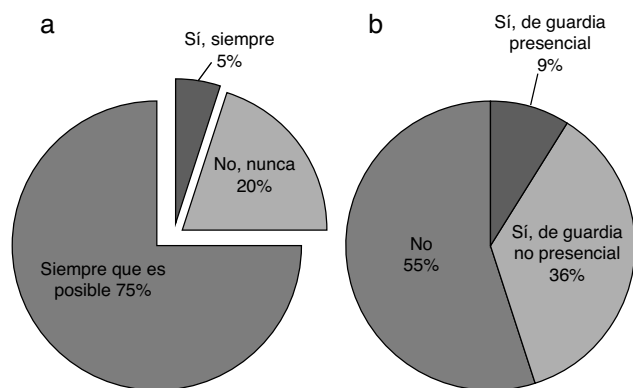 a
Sí, siempre
5%
No, nunca
20%
Siempre que es
posible 75%
b
Sí, de guardia
presencial
9%
Sí, de guardia
no presencial
36%
No
55%